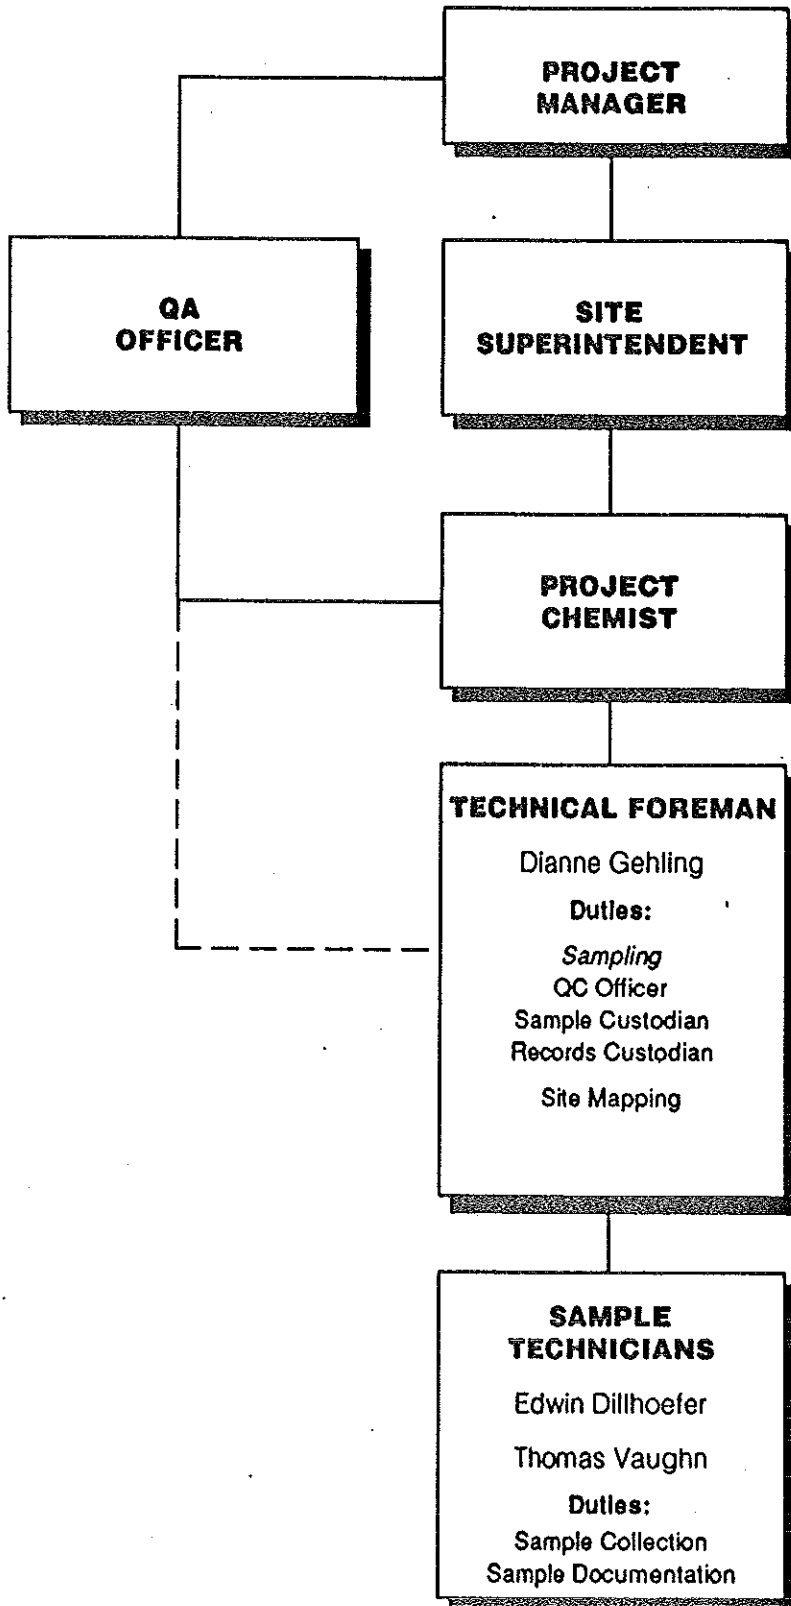 PROJECT
MANAGER
QA
OFFICER
SITE
SUPERINTENDENT
PROJECT
CHEMIST
TECHNICAL FOREMAN
Dianne Gehling
Duties:
Sampling
QC Officer
Sample Custodian
Records Custodian
Site Mapping
SAMPLE
TECHNICIANS
Edwin Dillhoefer
Thomas Vaughn
Duties:
Sample Collection
Sample Documentation